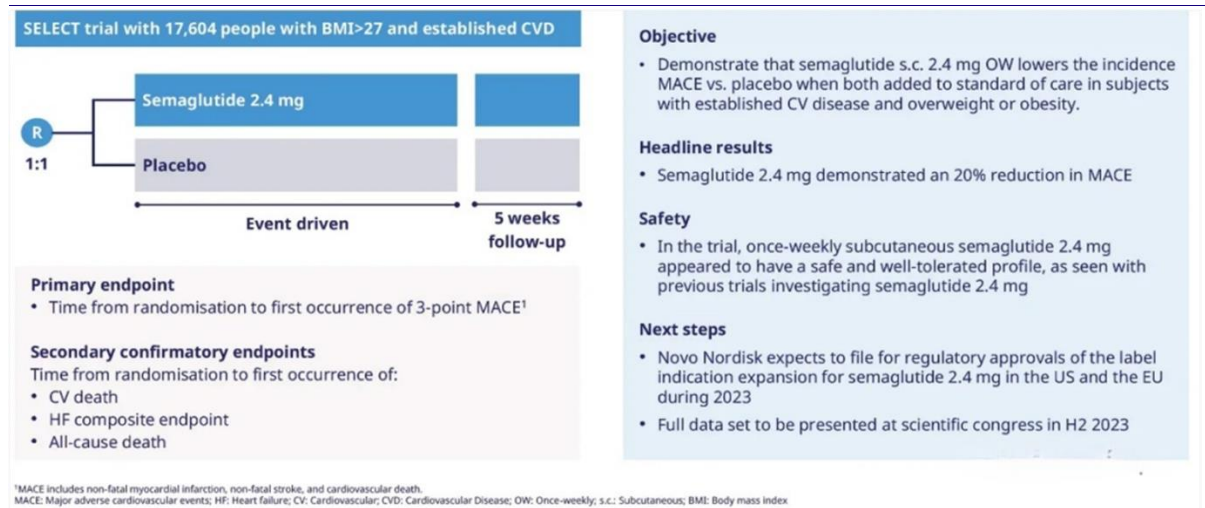 SELECT trial with 17,604 people with BMI>27 and established CVD
R
1:1
Semaglutide 2.4 mg
Placebo
Event driven
5 weeks
follow-up
Primary endpoint
• Time from randomisation to first occurrence of 3-point MACE¹
Secondary confirmatory endpoints
Time from randomisation to first occurrence of:
• CV death
• HF composite endpoint
• All-cause death
Objective
• Demonstrate that semaglutide s.c. 2.4 mg OW lowers the incidence
MACE vs. placebo when both added to standard of care in subjects
with established CV disease and overweight or obesity.
Headline results
• Semaglutide 2.4 mg demonstrated an 20% reduction in MACE
Safety
• In the trial, once-weekly subcutaneous semaglutide 2.4 mg
appeared to have a safe and well-tolerated profile, as seen with
previous trials investigating semaglutide 2.4 mg
Next steps
• Novo Nordisk expects to file for regulatory approvals of the label
indication expansion for semaglutide 2.4 mg in the US and the EU
during 2023
• Full data set to be presented at scientific congress in H2 2023
¹MACE includes non-fatal myocardial infarction, non-fatal stroke, and cardiovascular death.
MACE: Major adverse cardiovascular events; HF: Heart failure; CV: Cardiovascular; CVD: Cardiovascular Disease; OW: Once-weekly; s.c.: Subcutaneous; BMI: Body mass index